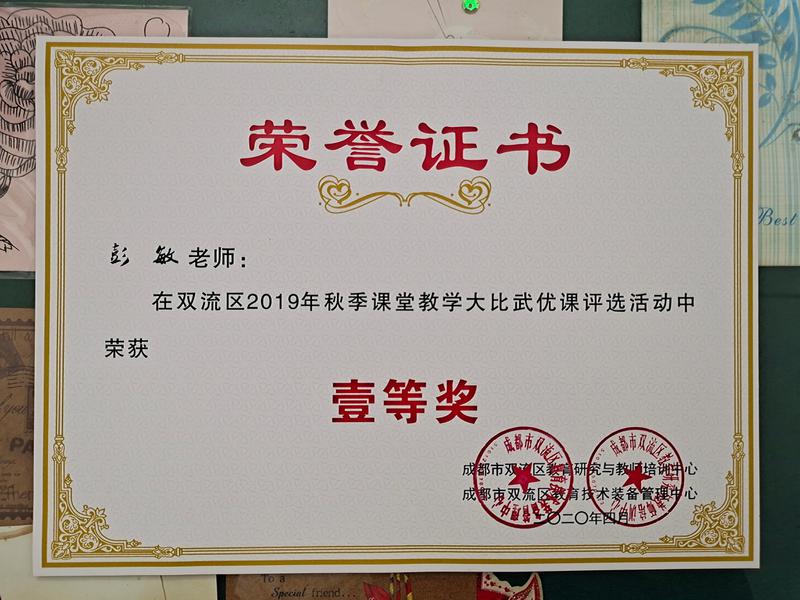 荣誉证书
彭 敏 老师：
在双流区2019年秋季课堂教学大比武优课评选活动中
荣获
壹等奖
成都市双流区教育研究与教师培训中心
成都市双流区教育技术装备管理中心
二〇二〇年四月
Best
To a
Special friend...